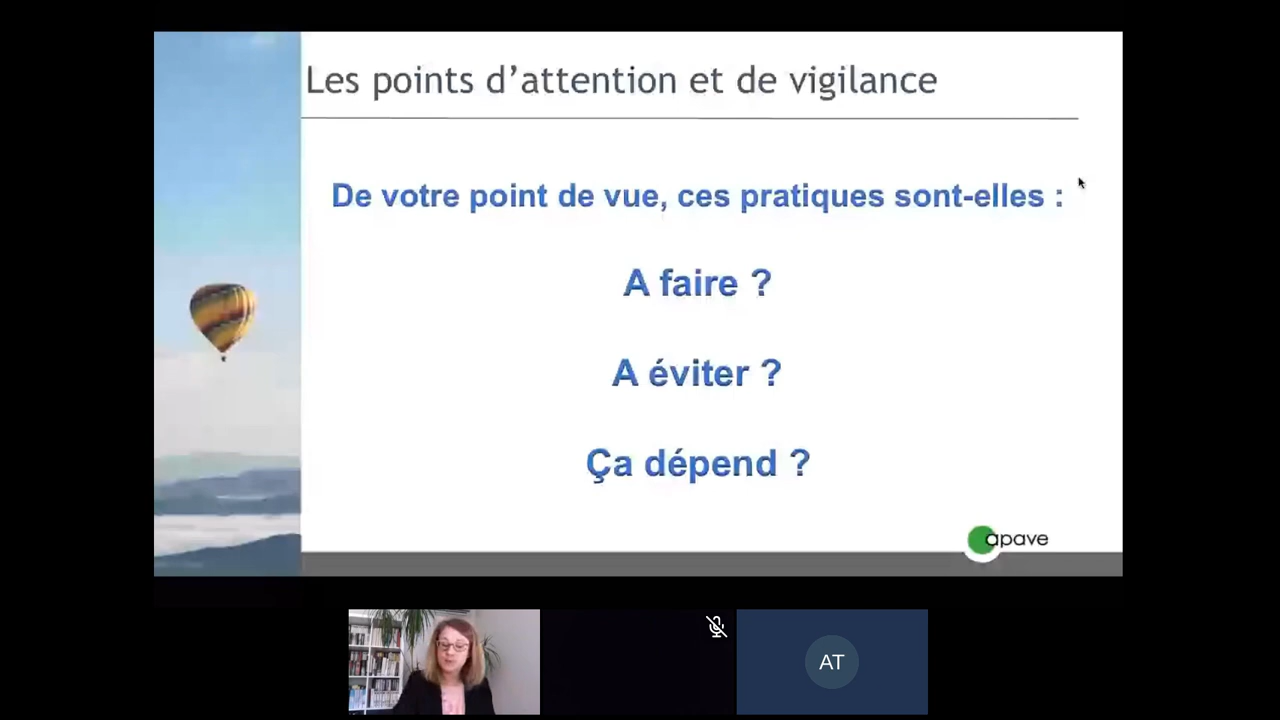 Les points d’attention et de vigilance
De votre point de vue, ces pratiques sont-elles :
A faire ?
A éviter ?
Ça dépend ?
apave
AT